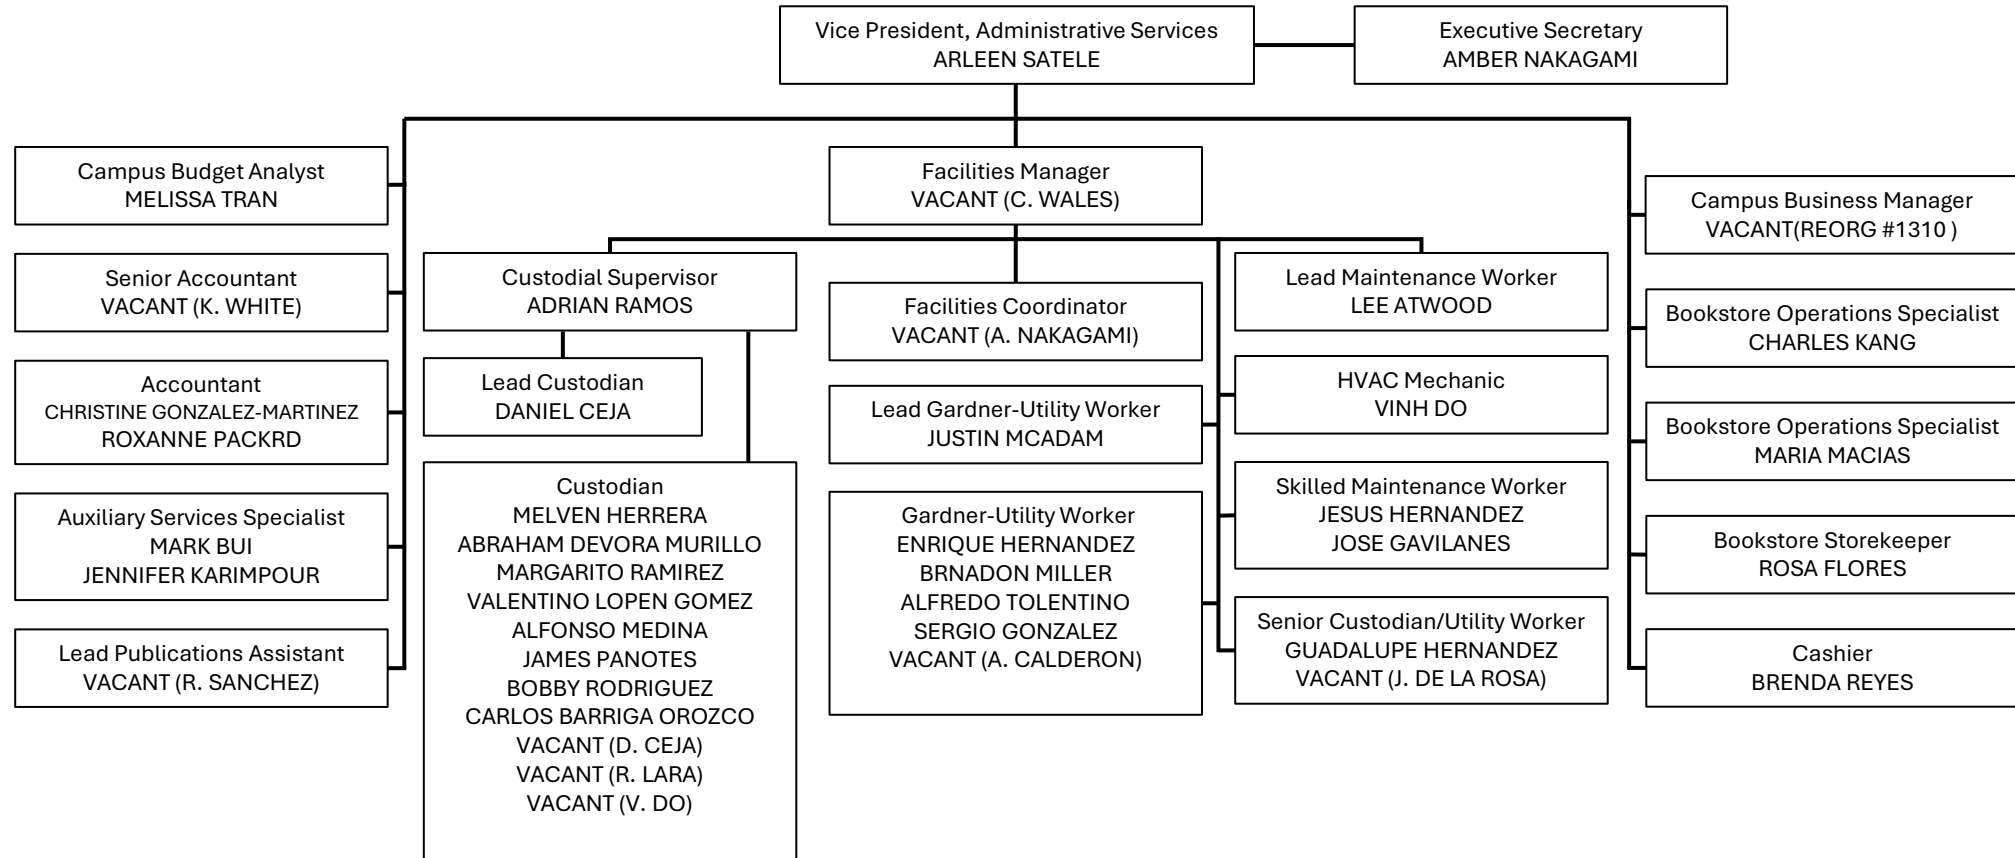 Vice President, Administrative Services
ARLEEN SATELE
Executive Secretary
AMBER NAKAGAMI
Campus Budget Analyst
MELISSA TRAN
Senior Accountant
VACANT (K. WHITE)
Accountant
CHRISTINE GONZALEZ-MARTINEZ
ROXANNE PACKRD
Auxiliary Services Specialist
MARK BUI
JENNIFER KARIMPOUR
Lead Publications Assistant
VACANT (R. SANCHEZ)
Facilities Manager
VACANT (C. WALES)
Custodial Supervisor
ADRIAN RAMOS
Lead Custodian
DANIEL CEJA
Custodian
MELVEN HERRERA
ABRAHAM DEVORA MURILLO
MARGARITO RAMIREZ
VALENTINO LOPEN GOMEZ
ALFONSO MEDINA
JAMES PANOTES
BOBBY RODRIGUEZ
CARLOS BARRIGA OROZCO
VACANT (D. CEJA)
VACANT (R. LARA)
VACANT (V. DO)
Facilities Coordinator
VACANT (A. NAKAGAMI)
Lead Gardner-Utility Worker
JUSTIN MCADAM
Gardner-Utility Worker
ENRIQUE HERNANDEZ
BRNADON MILLER
ALFREDO TOLENTINO
SERGIO GONZALEZ
VACANT (A. CALDERON)
Lead Maintenance Worker
LEE ATWOOD
HVAC Mechanic
VINH DO
Skilled Maintenance Worker
JESUS HERNANDEZ
JOSE GAVILANES
Senior Custodian/Utility Worker
GUADALUPE HERNANDEZ
VACANT (J. DE LA ROSA)
Campus Business Manager
VACANT(REORG #1310 )
Bookstore Operations Specialist
CHARLES KANG
Bookstore Operations Specialist
MARIA MACIAS
Bookstore Storekeeper
ROSA FLORES
Cashier
BRENDA REYES